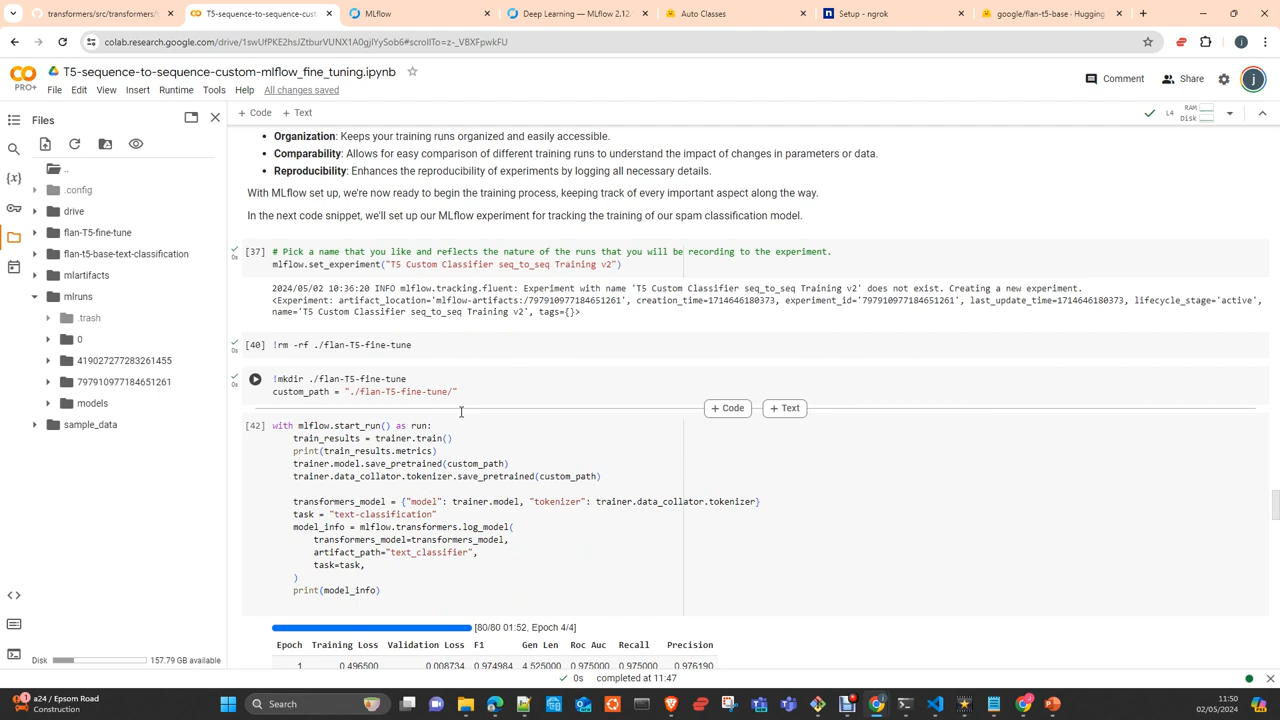 transformers/src/transformers/t
T5-sequence-to-sequence-cust
MLflow
Deep Learning — MLflow 2.12.
Auto Classes
Setup - ngrok
google/flan-t5-base · Hugging
colab.research.google.com/drive/1swUfPKE2hsJZtburVUNX1A0gjlYySob6#scrollTo=z-_VBXFpwkFU
PRO+
T5-sequence-to-sequence-custom-mlflow_fine_tuning.ipynb
File Edit View Insert Runtime Tools Help All changes saved
Comment Share j
Files
+ Code + Text
L4 RAM Disk
..
.config
drive
flan-T5-fine-tune
flan-t5-base-text-classification
mlartifacts
mlruns
.trash
0
419027277283261455
797910977184651261
models
sample_data
Disk 157.79 GB available
Organization: Keeps your training runs organized and easily accessible.
Comparability: Allows for easy comparison of different training runs to understand the impact of changes in parameters or data.
Reproducibility: Enhances the reproducibility of experiments by logging all necessary details.
With MLflow set up, we're now ready to begin the training process, keeping track of every important aspect along the way.
In the next code snippet, we'll set up our MLflow experiment for tracking the training of our spam classification model.
[37] # Pick a name that you like and reflects the nature of the runs that you will be recording to the experiment.
0s mlflow.set_experiment("T5 Custom Classifier seq_to_seq Training v2")
2024/05/02 10:36:20 INFO mlflow.tracking.fluent: Experiment with name 'T5 Custom Classifier seq_to_seq Training v2' does not exist. Creating a new experiment.
<Experiment: artifact_location='mlflow-artifacts:/797910977184651261', creation_time=1714646180373, experiment_id='797910977184651261', last_update_time=1714646180373, lifecycle_stage='active',
name='T5 Custom Classifier seq_to_seq Training v2', tags={}>
[40] !rm -rf ./flan-T5-fine-tune
0s
!mkdir ./flan-T5-fine-tune
0s custom_path = "./flan-T5-fine-tune/"
+ Code + Text
[42] with mlflow.start_run() as run:
train_results = trainer.train()
print(train_results.metrics)
trainer.model.save_pretrained(custom_path)
trainer.data_collator.tokenizer.save_pretrained(custom_path)
transformers_model = {"model": trainer.model, "tokenizer": trainer.data_collator.tokenizer}
task = "text-classification"
model_info = mlflow.transformers.log_model(
transformers_model=transformers_model,
artifact_path="text_classifier",
task=task,
)
print(model_info)
[80/80 01:52, Epoch 4/4]
Epoch Training Loss Validation Loss F1 Gen Len Roc Auc Recall Precision
1 0.496500 0.008734 0.974984 4.525000 0.975000 0.975000 0.976190
0s completed at 11:47
a24 / Epsom Road
Construction
Search
11:50
02/05/2024